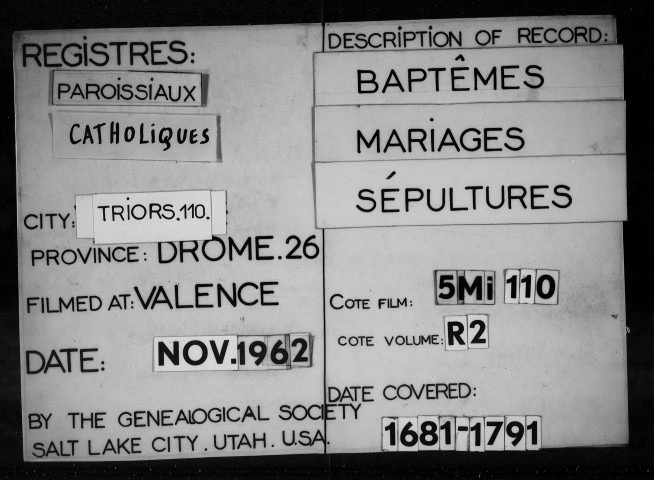 REGISTRES:
PAROISSIAUX
CATHOLIQUES
CITY: TRIORS.110.
PROVINCE: DRÔME.26
FILMED AT: VALENCE
DATE: NOV.1962
BY THE GENEALOGICAL SOCIETY
SALT LAKE CITY. UTAH. U.S.A.
DESCRIPTION OF RECORD:
BAPTÊMES
MARIAGES
SÉPULTURES
COTE FILM: 5Mi 110
COTE VOLUME: R2
DATE COVERED:
1681-1791